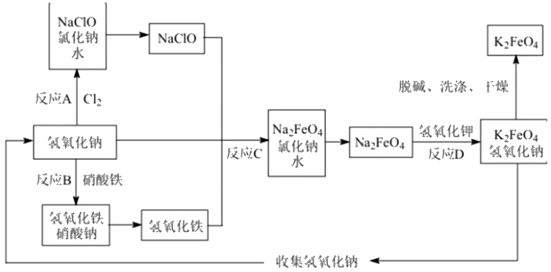 NaClO
氯化钠
水
NaClO
K₂FeO₄
反应A Cl₂
脱碱、洗涤、干燥
氢氧化钠
反应C
Na₂FeO₄
氯化钠
水
Na₂FeO₄
氢氧化钾
反应D
K₂FeO₄
氢氧化钠
反应B 硝酸铁
氢氧化铁
硝酸钠
氢氧化铁
收集氢氧化钠